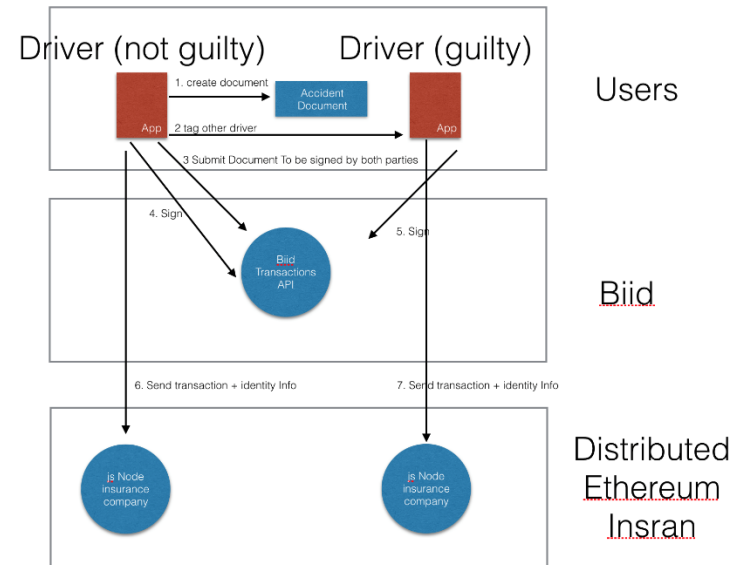 Driver (not guilty)
Driver (guilty)
Users
1. create document
Accident
Document
App
2 tag other driver
App
3 Submit Document To be signed by both parties
4. Sign
5. Sign
Biid
Transactions
API
Biid
6. Send transaction + identity Info
7. Send transaction + identity Info
js Node
insurance
company
js Node
insurance
company
Distributed
Ethereum
Insran